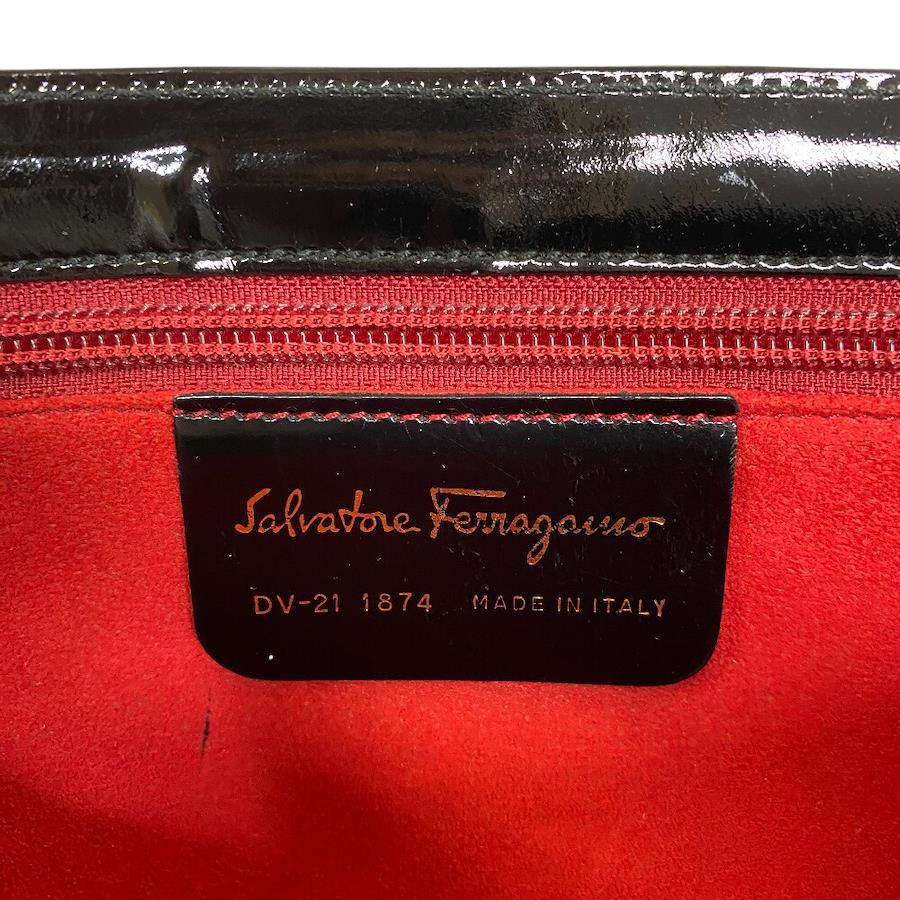 Salvatore Ferragamo
DV-21 1874 MADE IN ITALY